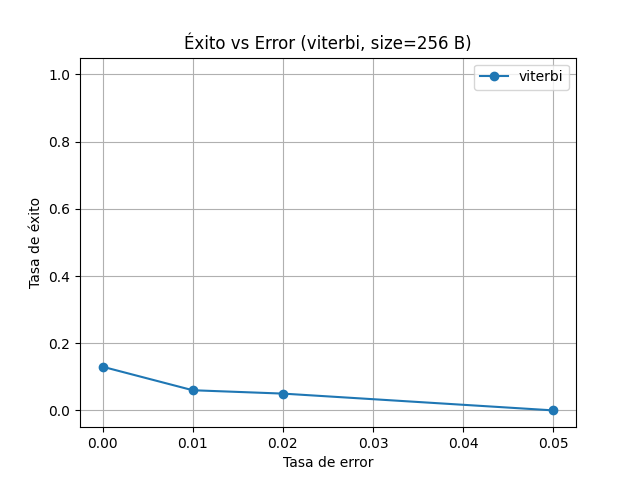 Éxito vs Error (viterbi, size=256 B)
viterbi
1.0
0.8
0.6
0.4
0.2
0.0
Tasa de éxito
0.00 0.01 0.02 0.03 0.04 0.05
Tasa de error